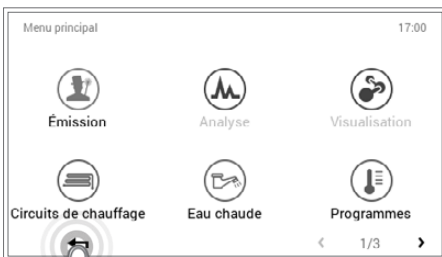 Menu principal 17:00
Émission Analyse Visualisation
Circuits de chauffage Eau chaude Programmes
< 1/3 >